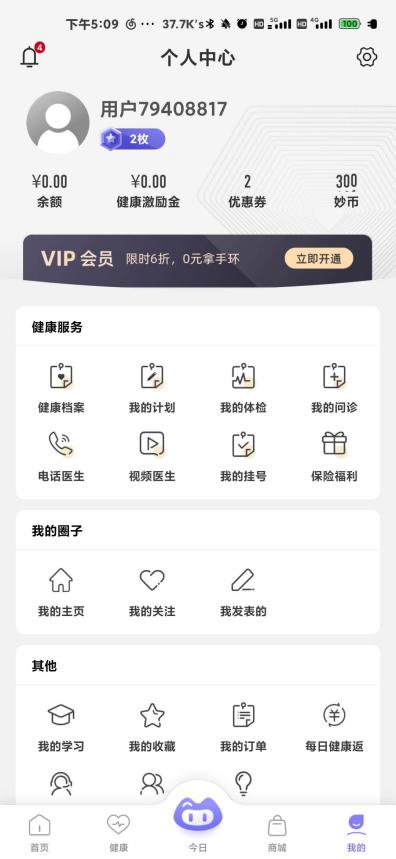 下午5:09 ··· 37.7K's HD 5G HD 4G 100
4
个人中心
用户79408817
2枚
¥0.00 ¥0.00 2 300
余额 健康激励金 优惠券 妙币
VIP 会员 限时6折，0元拿手环 立即开通
健康服务
健康档案 我的计划 我的体检 我的问诊
电话医生 视频医生 我的挂号 保险福利
我的圈子
我的主页 我的关注 我发表的
其他
我的学习 我的收藏 我的订单 每日健康返
首页 健康 今日 商城 我的